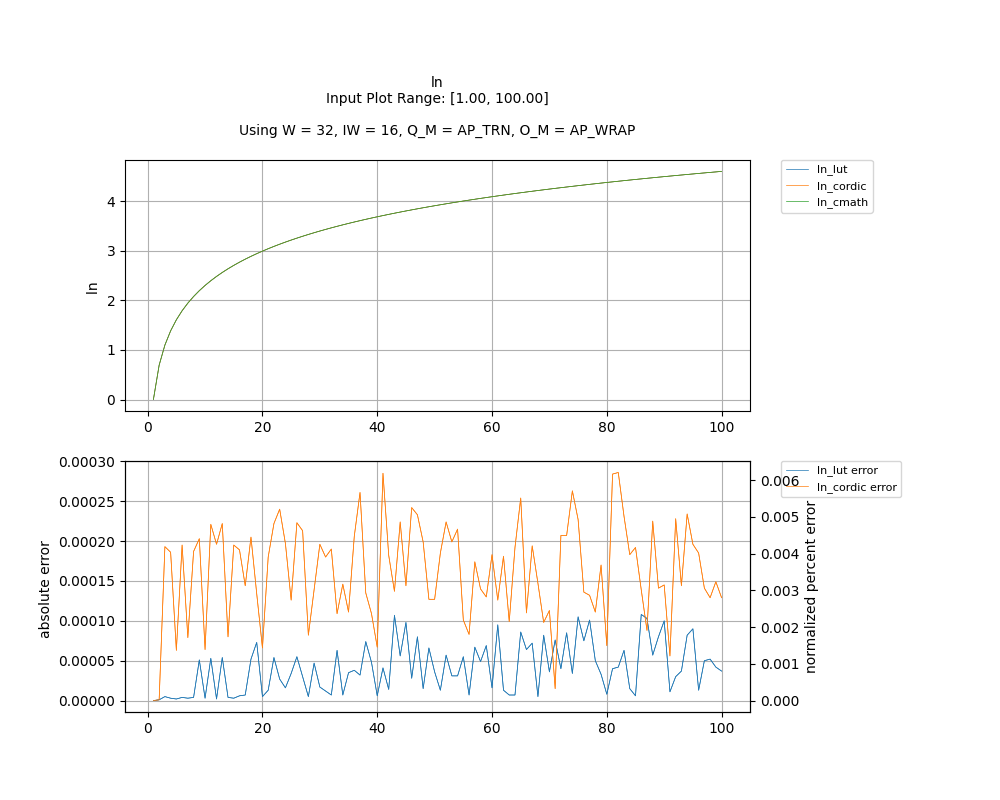 ln
Input Plot Range: [1.00, 100.00]
Using W = 32, IW = 16, Q_M = AP_TRN, O_M = AP_WRAP
ln
4
3
2
1
0
0
20
40
60
80
100
ln_lut
ln_cordic
ln_cmath
absolute error
0.00030
0.00025
0.00020
0.00015
0.00010
0.00005
0.00000
0
20
40
60
80
100
0.006
0.005
0.004
0.003
0.002
0.001
0.000
normalized percent error
ln_lut error
ln_cordic error